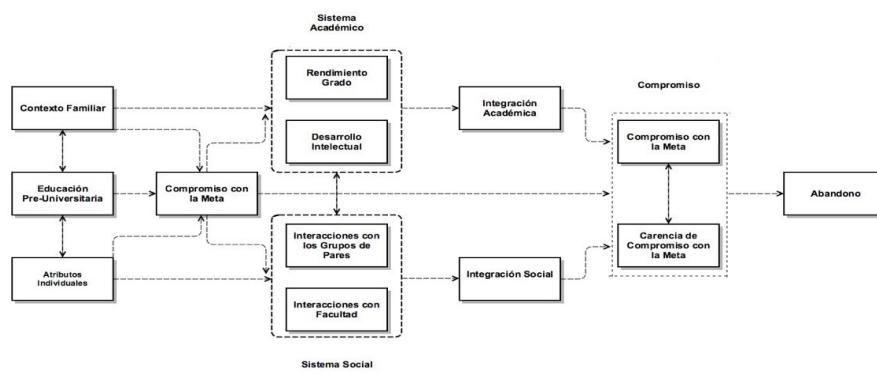 Sistema
Académico
Rendimiento
Grado
Desarrollo
Intelectual
Contexto Familiar
Educación
Pre-Universitaria
Atributos
Individuales
Compromiso con
la Meta
Interacciones con
los Grupos de
Pares
Interacciones con
Facultad
Sistema Social
Integración
Académica
Integración Social
Compromiso
Compromiso con
la Meta
Carencia de
Compromiso con la
Meta
Abandono